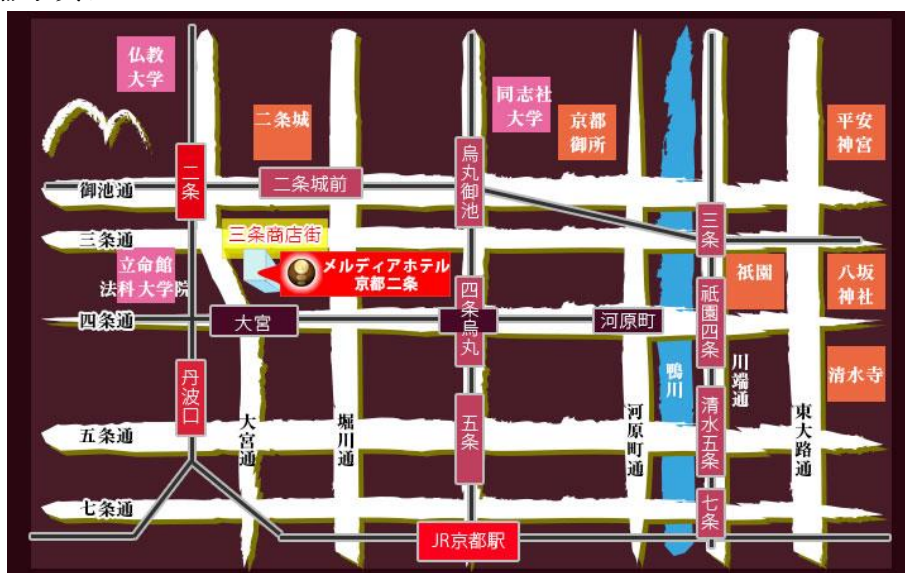 仏教
大学
二条城
同志社
大学
京都
御所
平安
神宮
二条
二条城前
烏丸御池
御池通
三条
三条商店街
三条通
メルディアホテル
京都二条
立命館
法科大学院
祇園
八坂
神社
四条烏丸
祇園四条
四条通
大宮
河原町
丹波口
鴨川
川端通
清水寺
五条
清水五条
五条通
大宮通
堀川通
河原町通
東大路通
七条通
七条
JR京都駅